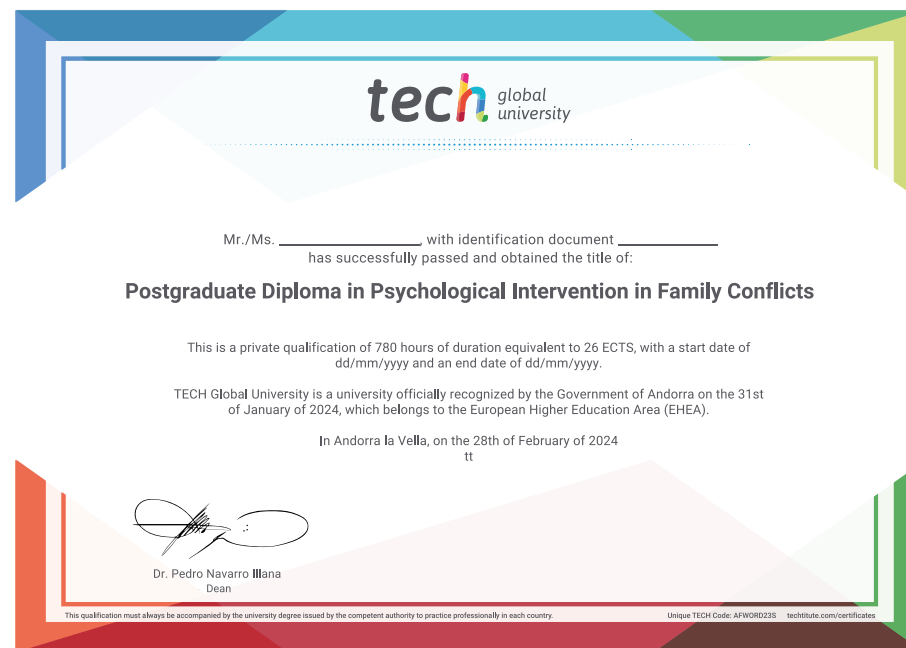 tech global university
Mr./Ms. ____________________, with identification document ______________
has successfully passed and obtained the title of:
Postgraduate Diploma in Psychological Intervention in Family Conflicts
This is a private qualification of 780 hours of duration equivalent to 26 ECTS, with a start date of
dd/mm/yyyy and an end date of dd/mm/yyyy.
TECH Global University is a university officially recognized by the Government of Andorra on the 31st
of January of 2024, which belongs to the European Higher Education Area (EHEA).
In Andorra la Vella, on the 28th of February of 2024
tt
Dr. Pedro Navarro Illana
Dean
This qualification must always be accompanied by the university degree issued by the competent authority to practice professionally in each country.
Unique TECH Code: AFWORD23S techtitute.com/certificates